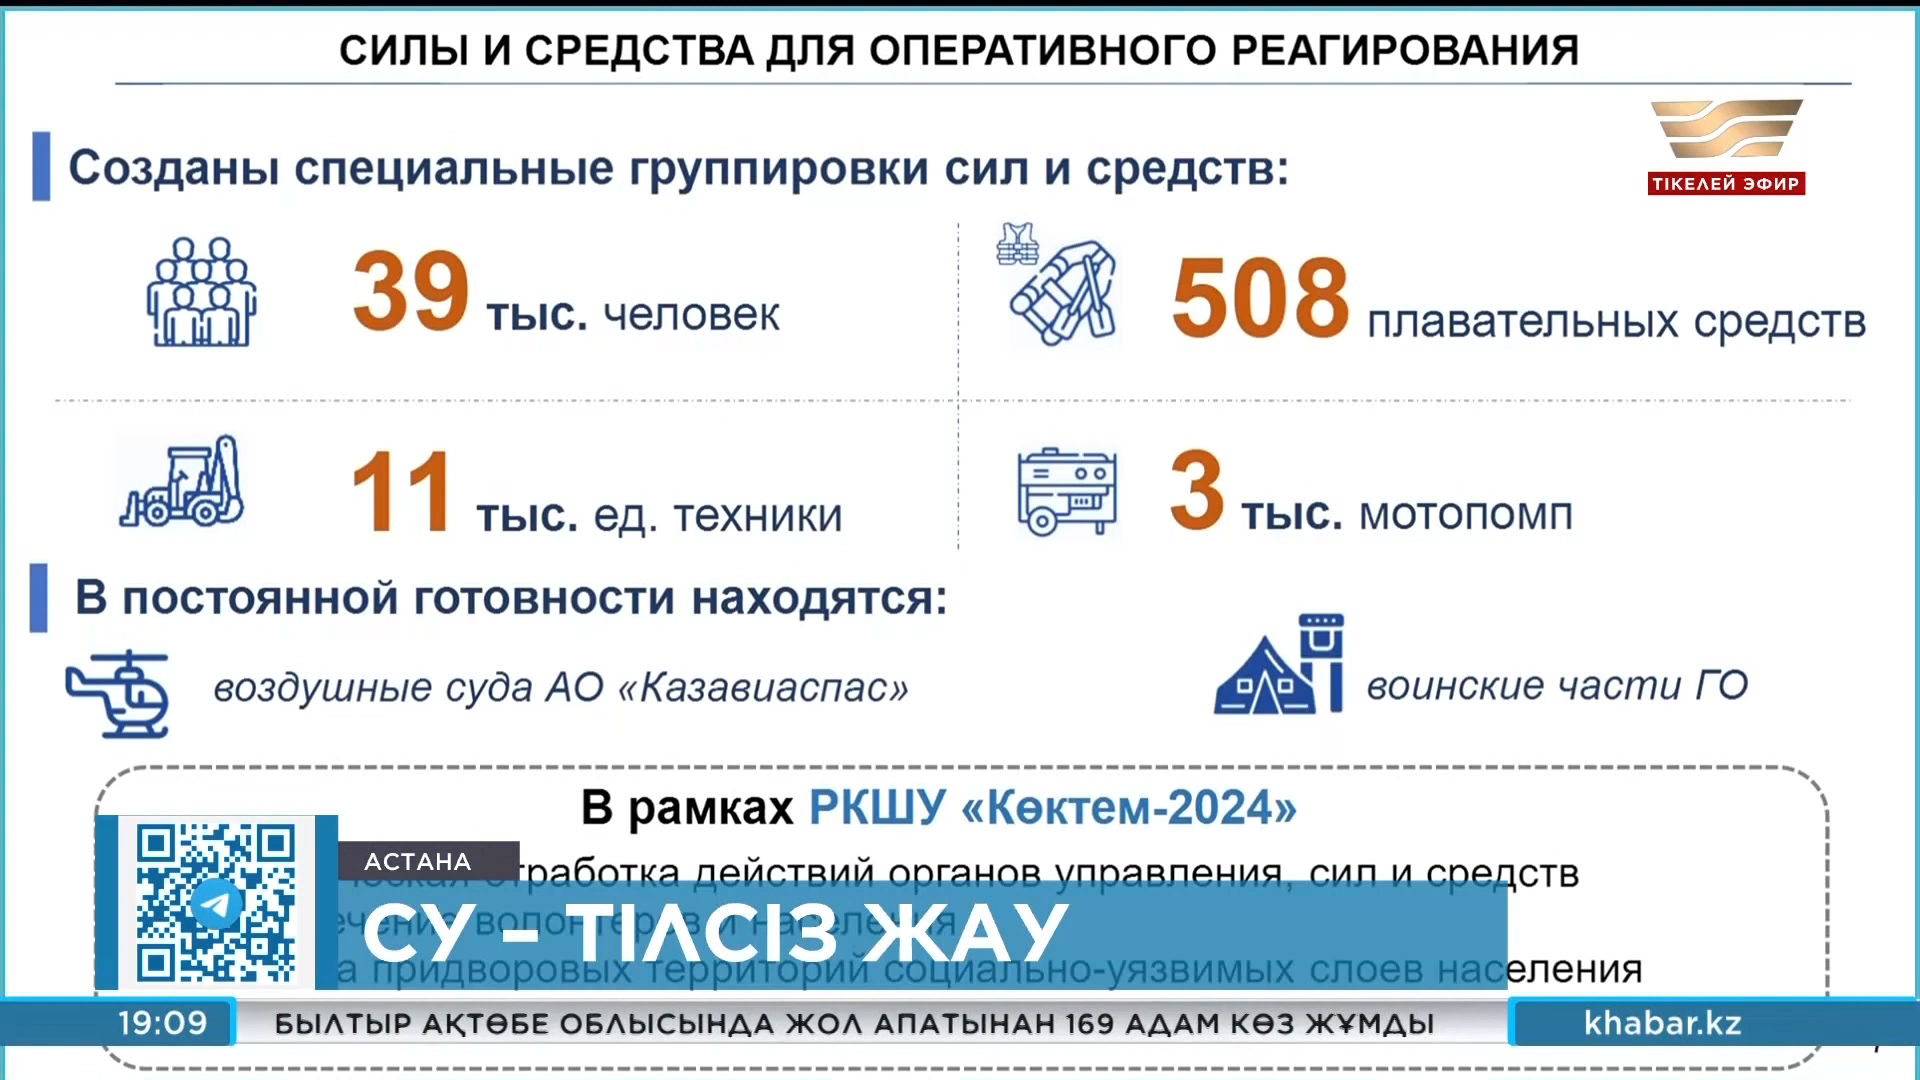 СИЛЫ И СРЕДСТВА ДЛЯ ОПЕРАТИВНОГО РЕАГИРОВАНИЯ
Созданы специальные группировки сил и средств:
ТІКЕЛЕЙ ЭФИР
39 тыс. человек
508 плавательных средств
11 тыс. ед. техники
3 тыс. мотопомп
В постоянной готовности находятся:
воздушные суда АО «Казавиаспас»
воинские части ГО
В рамках РКШУ «Көктем-2024»
действий органов управления, сил и средств
АСТАНА
СУ - ТІЛСІЗ ЖАУ
придворовых территорий социально-уязвимых слоев населения
19:09
БЫЛТЫР АҚТӨБЕ ОБЛЫСЫНДА ЖОЛ АПАТЫНАН 169 АДАМ КӨЗ ЖҰМДЫ
khabar.kz